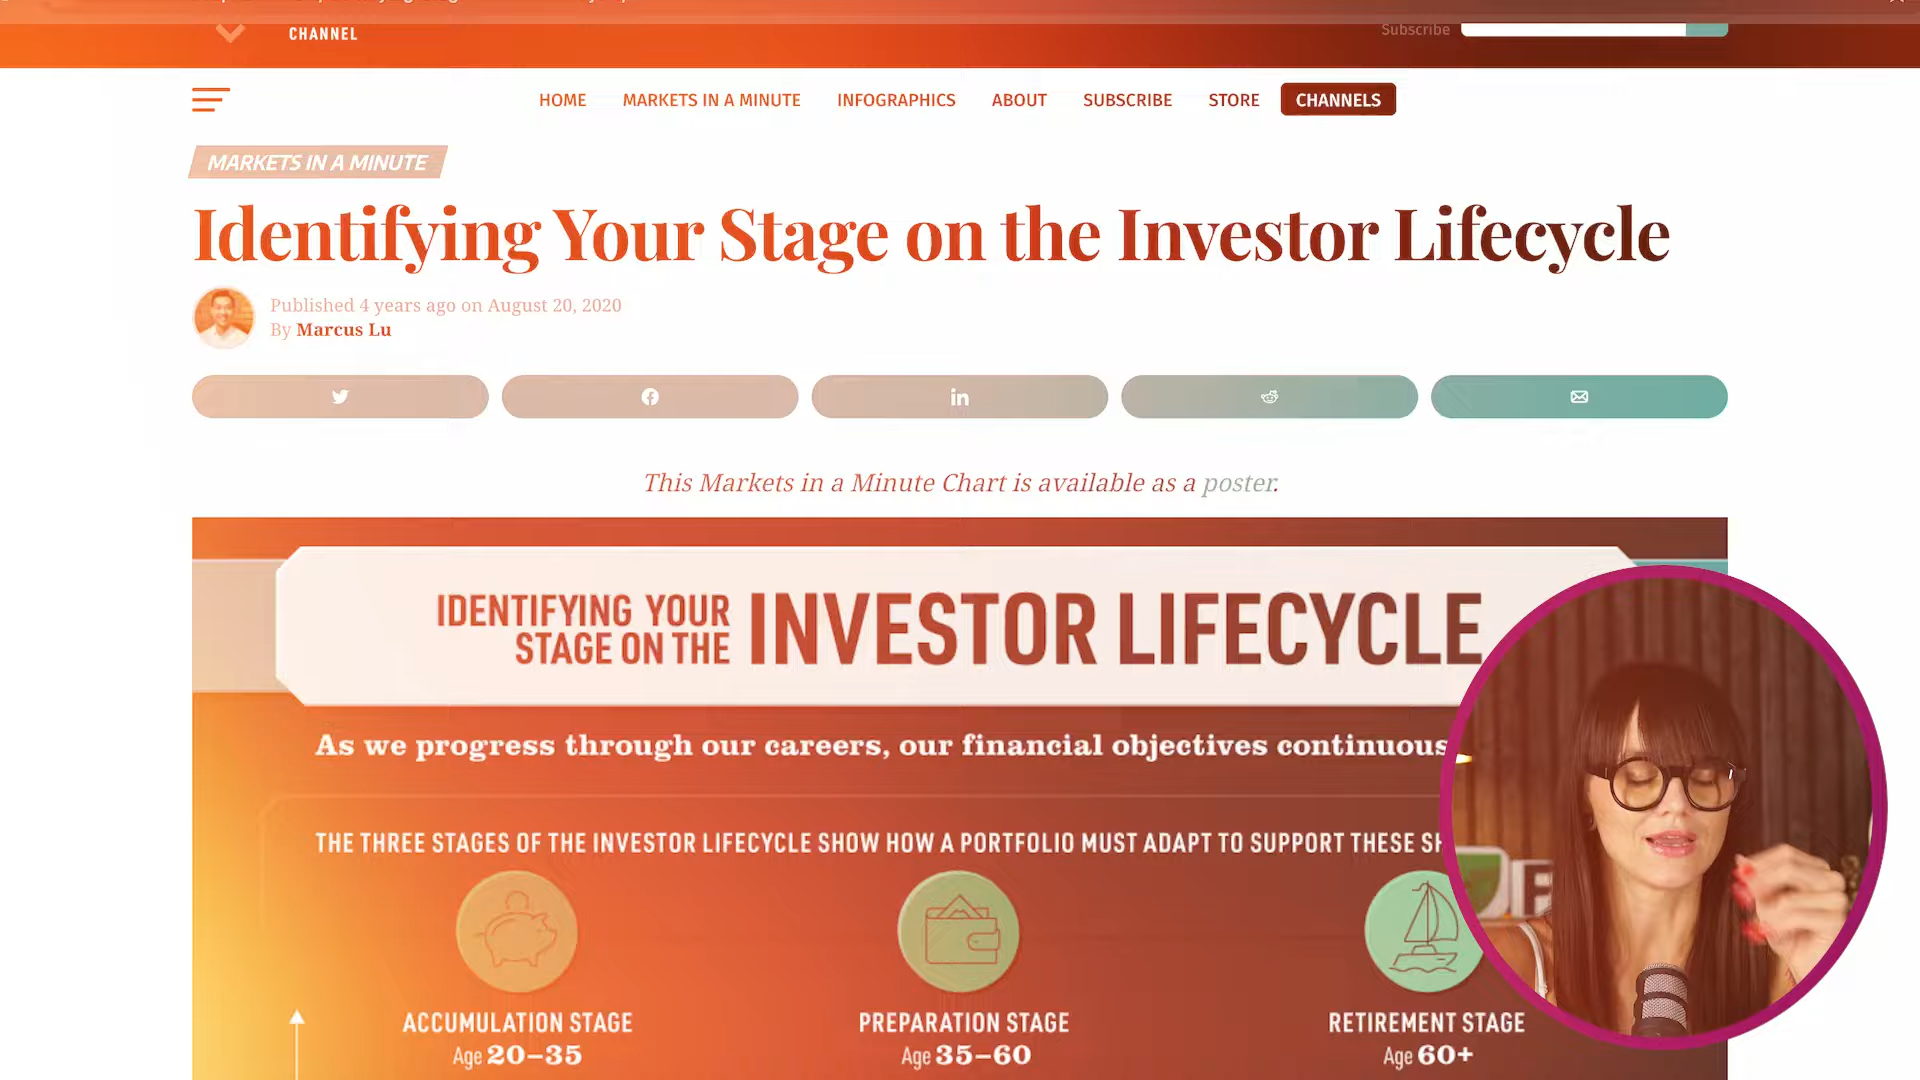 CHANNEL
Subscribe
HOME MARKETS IN A MINUTE INFOGRAPHICS ABOUT SUBSCRIBE STORE CHANNELS
MARKETS IN A MINUTE
Identifying Your Stage on the Investor Lifecycle
Published 4 years ago on August 20, 2020
By Marcus Lu
in
This Markets in a Minute Chart is available as a poster.
IDENTIFYING YOUR
STAGE ON THE
INVESTOR LIFECYCLE
As we progress through our careers, our financial objectives continuous
THE THREE STAGES OF THE INVESTOR LIFECYCLE SHOW HOW A PORTFOLIO MUST ADAPT TO SUPPORT THESE SH
ACCUMULATION STAGE
Age 20–35
PREPARATION STAGE
Age 35–60
RETIREMENT STAGE
Age 60+